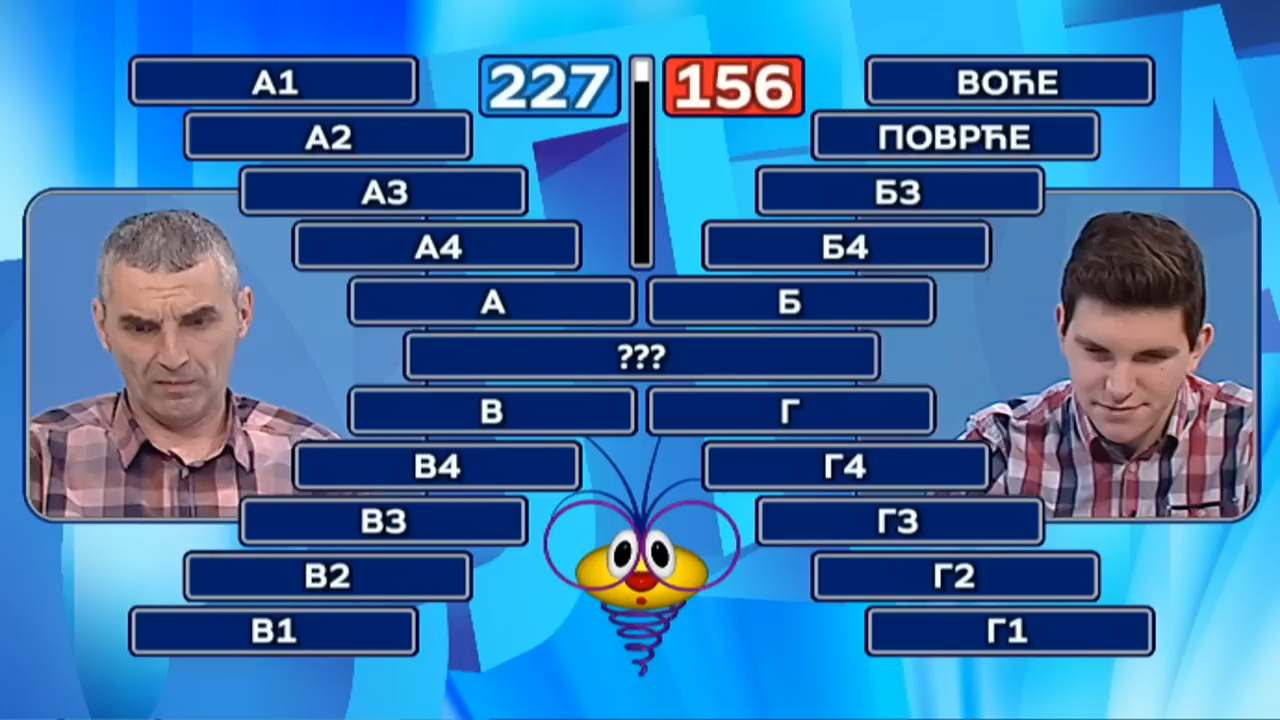 А1
227
156
ВОЋЕ
А2
ПОВРЋЕ
А3
Б3
А4
Б4
А
Б
???
В
Г
В4
Г4
В3
Г3
В2
Г2
В1
Г1